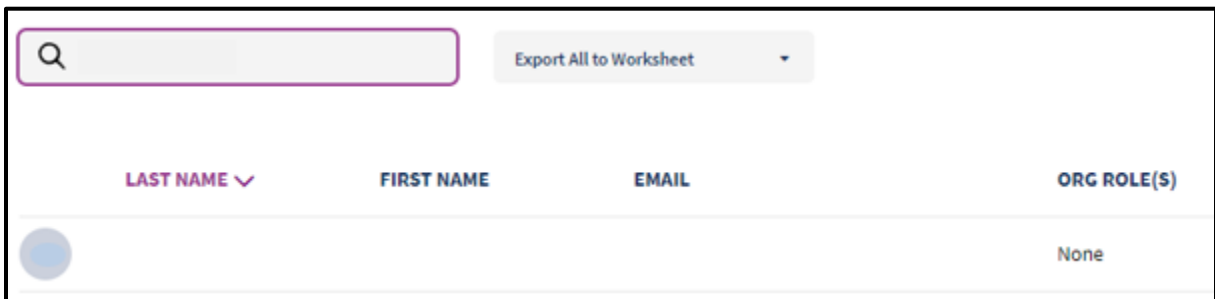 Export All to Worksheet
LAST NAME FIRST NAME EMAIL ORG ROLE(S)
None